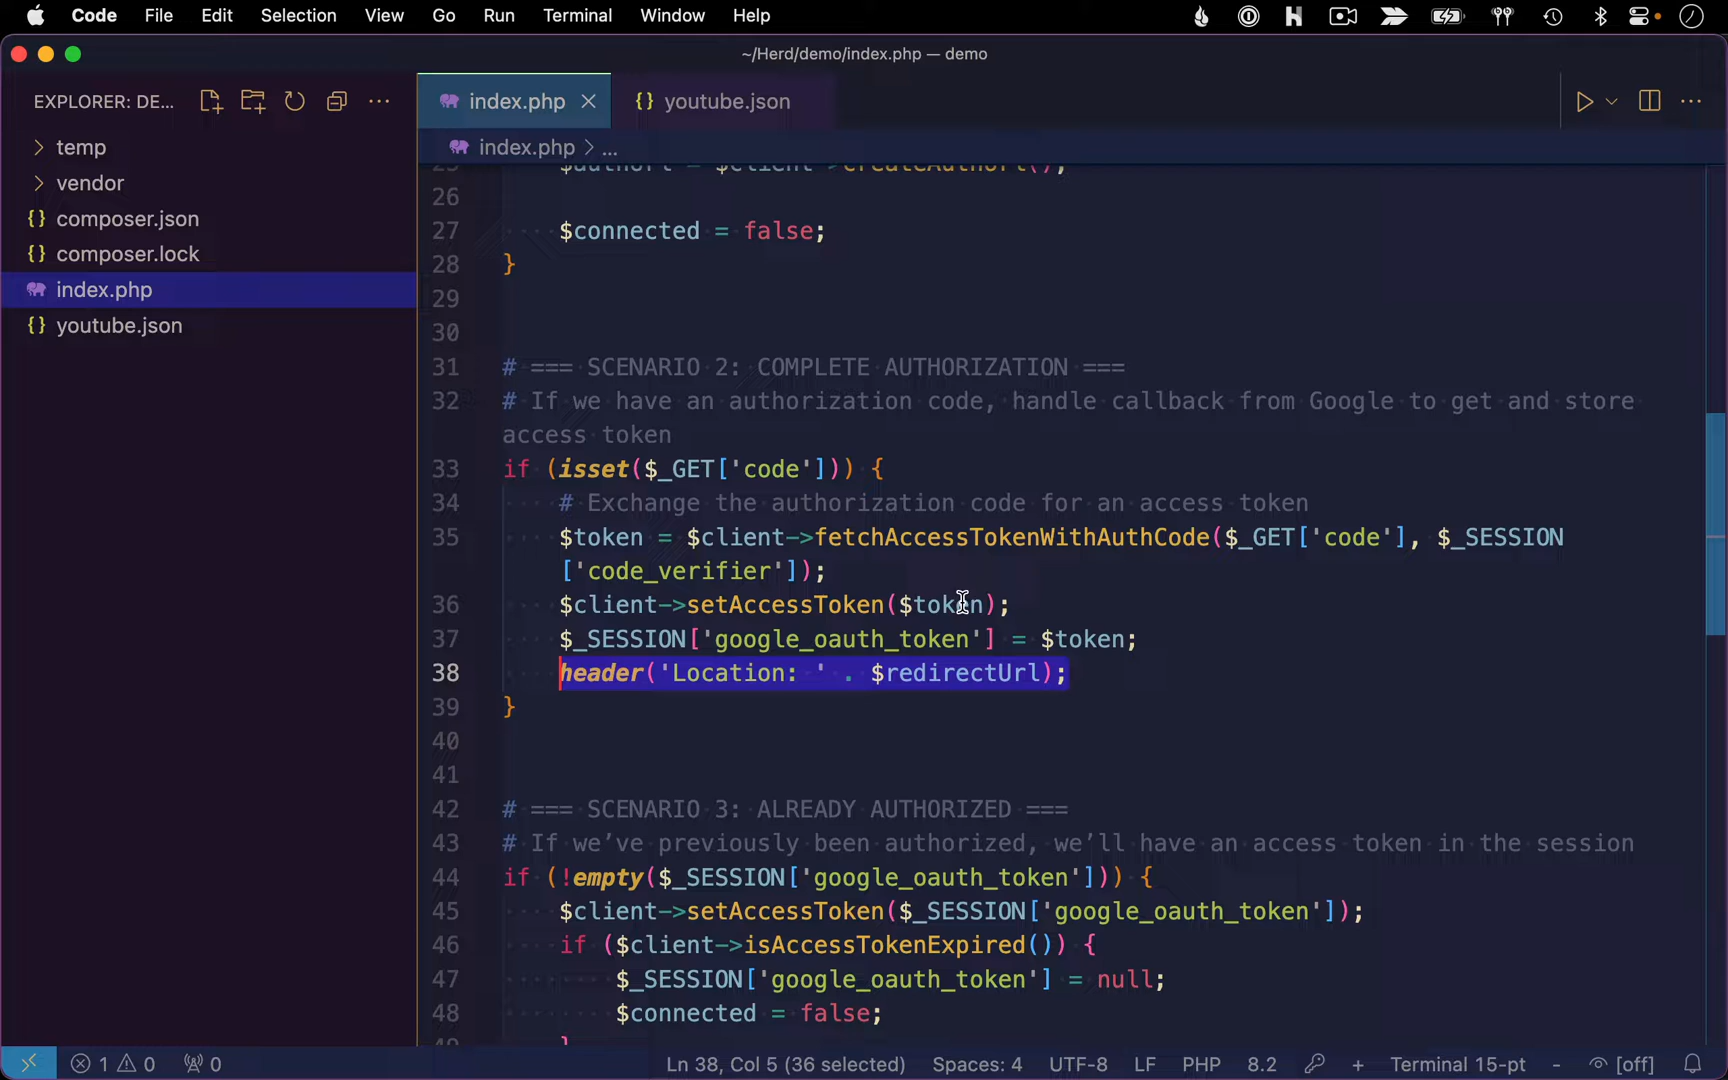 Code File Edit Selection View Go Run Terminal Window Help
~/Herd/demo/index.php — demo
EXPLORER: DE...
index.php
youtube.json
index.php > ...
temp
vendor
composer.json
composer.lock
index.php
youtube.json
25 $authUrl = $client->createAuthUrl();
26
27 $connected = false;
28 }
29
30
31 # === SCENARIO 2: COMPLETE AUTHORIZATION ===
32 # If we have an authorization code, handle callback from Google to get and store
access token
33 if (isset($_GET['code'])) {
34 # Exchange the authorization code for an access token
35 $token = $client->fetchAccessTokenWithAuthCode($_GET['code'], $_SESSION
['code_verifier']);
36 $client->setAccessToken($token);
37 $_SESSION['google_oauth_token'] = $token;
38 header('Location: ' . $redirectUrl);
39 }
40
41
42 # === SCENARIO 3: ALREADY AUTHORIZED ===
43 # If we’ve previously been authorized, we’ll have an access token in the session
44 if (!empty($_SESSION['google_oauth_token'])) {
45 $client->setAccessToken($_SESSION['google_oauth_token']);
46 if ($client->isAccessTokenExpired()) {
47 $_SESSION['google_oauth_token'] = null;
48 $connected = false;
49 }
1 0 0 Ln 38, Col 5 (36 selected) Spaces: 4 UTF-8 LF PHP 8.2 + Terminal 15-pt - [off]